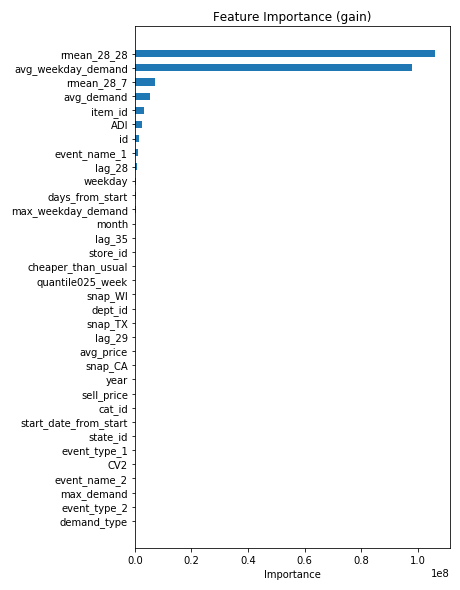 Feature Importance (gain)
rmean_28_28
avg_weekday_demand
rmean_28_7
avg_demand
item_id
ADI
id
event_name_1
lag_28
weekday
days_from_start
max_weekday_demand
month
lag_35
store_id
cheaper_than_usual
quantile025_week
snap_WI
dept_id
snap_TX
lag_29
avg_price
snap_CA
year
sell_price
cat_id
start_date_from_start
state_id
event_type_1
CV2
event_name_2
max_demand
event_type_2
demand_type
0.0 0.2 0.4 0.6 0.8 1.0
1e8
Importance